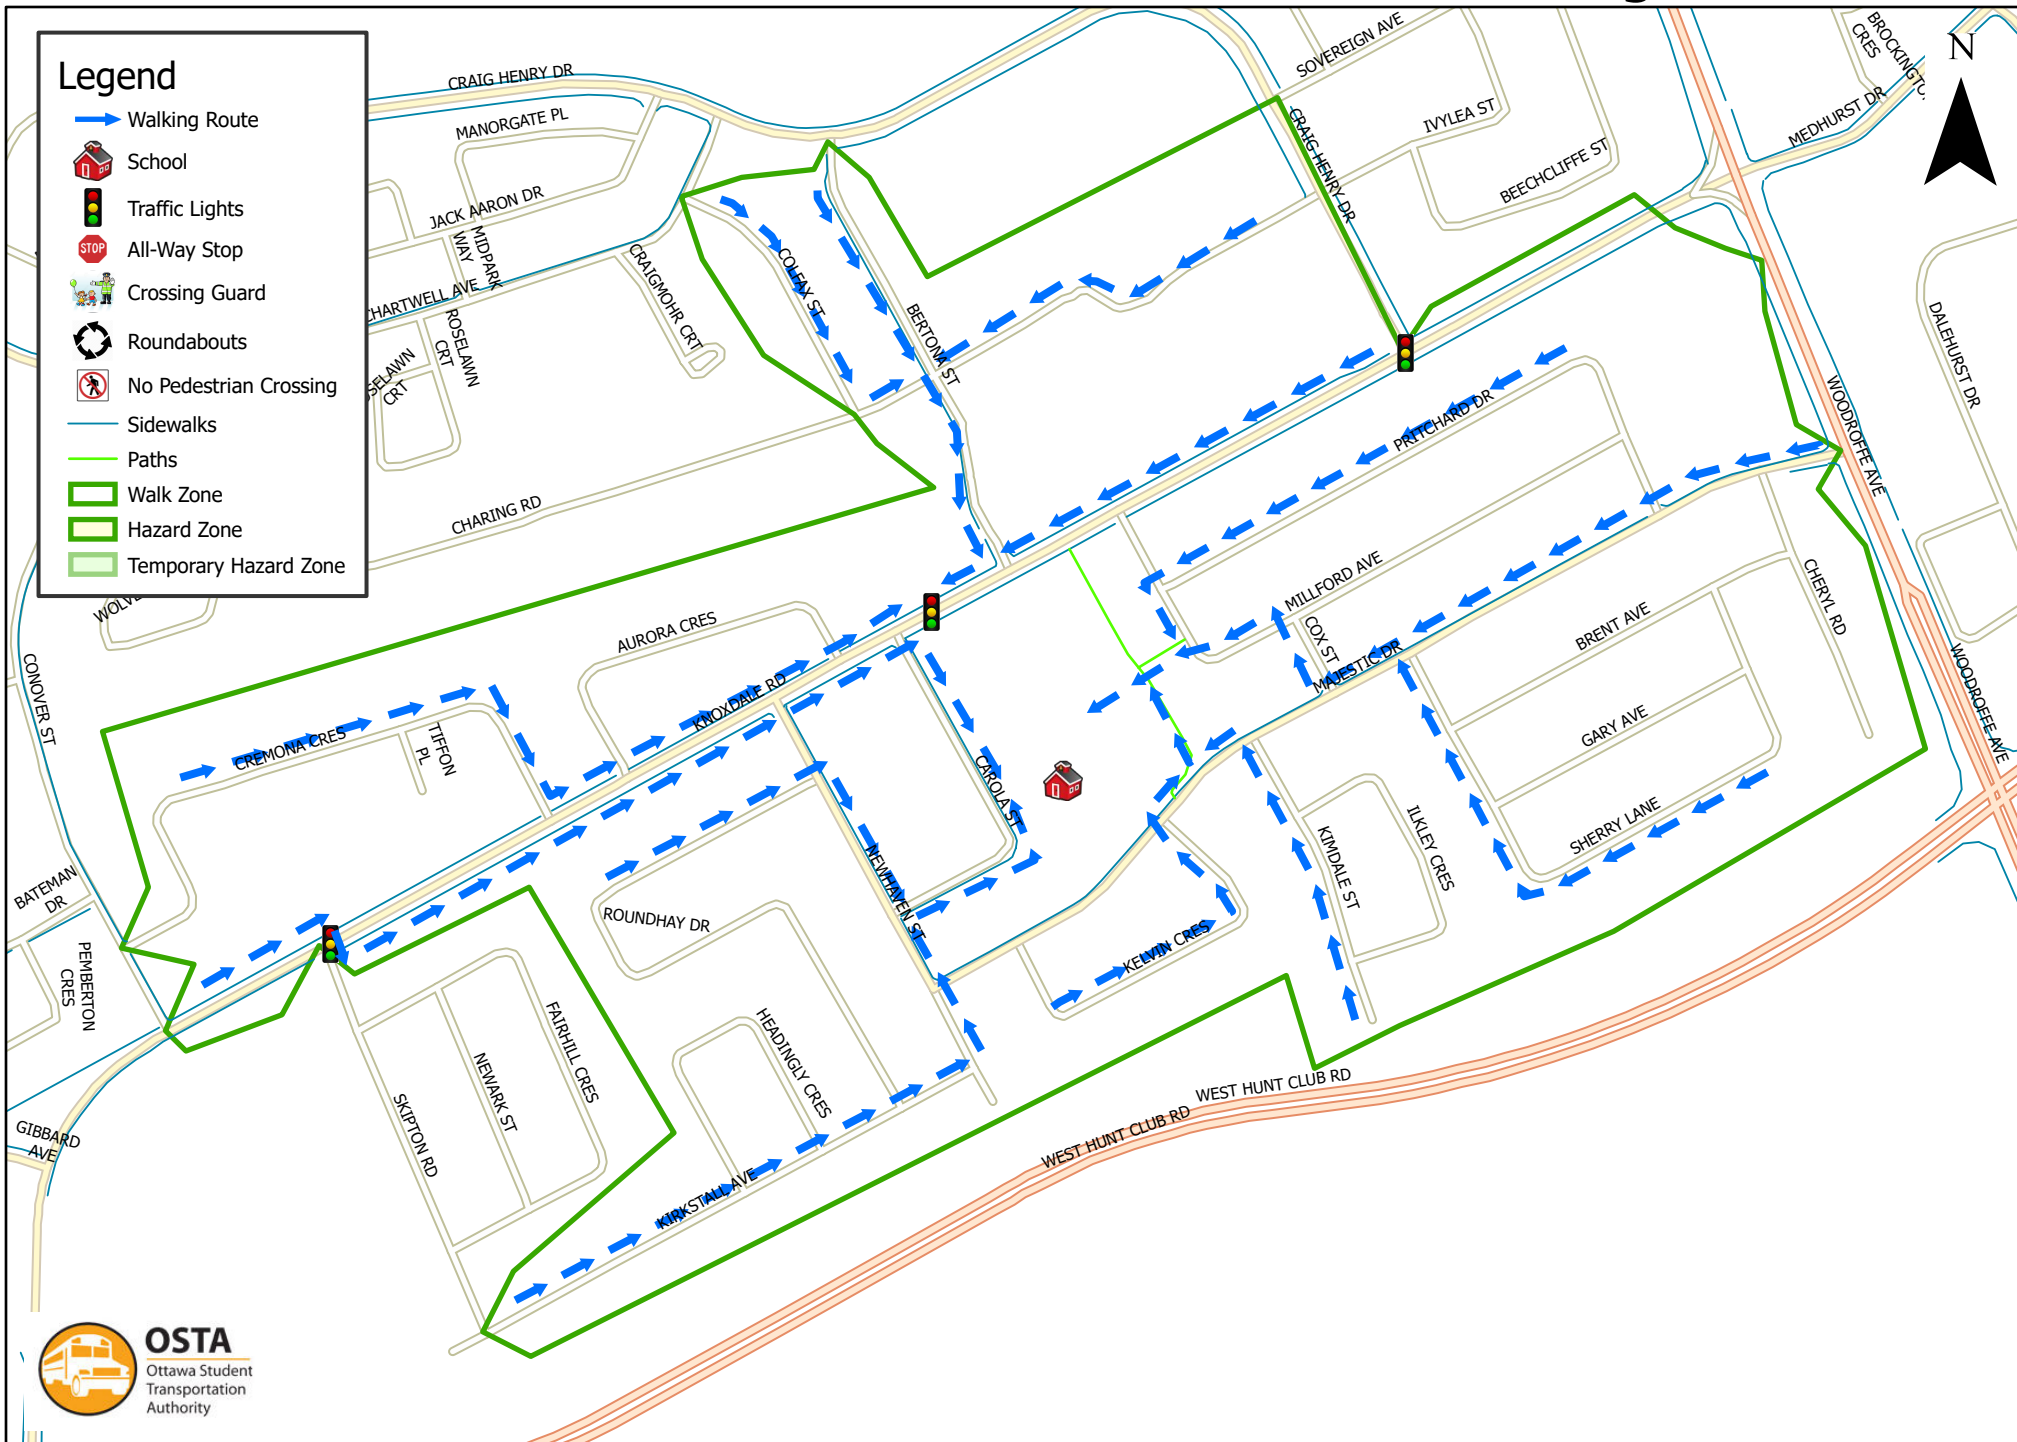 Legend
Walking Route
School
Traffic Lights
STOP
All-Way Stop
Crossing Guard
Roundabouts
No Pedestrian Crossing
Sidewalks
Paths
Walk Zone
Hazard Zone
Temporary Hazard Zone
N
CRAIG HENRY DR
MANORGATE PL
JACK AARON DR
MIDPARK
WAY
CHARTWELL AVE
ROSELAWN
CRT
CRAIGMOHR CRT
COLFAX ST
BERTONA ST
CHARING RD
SOVEREIGN AVE
CRAIG HENRY DR
IVYLEA ST
BEECHCLIFFE ST
BROCKINGTO
CRES
MEDHURST DR
DALEHURST DR
WOODROFFE AVE
WOODROFFE AVE
PRITCHARD DR
MILLFORD AVE
COX ST
MAJESTIC DR
BRENT AVE
CHERYL RD
GARY AVE
SHERRY LANE
ILKLEY CRES
KIMDALE ST
KELVIN CRES
CAROLA ST
NEWHAVEN ST
KNOXDALE RD
AURORA CRES
CREMONA CRES
TIFFON
PL
CONOVER ST
BATEMAN
DR
PEMBERTON
CRES
GIBBARD
AVE
ROUNDHAY DR
HEADINGLY CRES
FAIRHILL CRES
NEWARK ST
SKIPTON RD
KIRKSTALL AVE
WEST HUNT CLUB RD
WEST HUNT CLUB RD
OSTA
Ottawa Student
Transportation
Authority